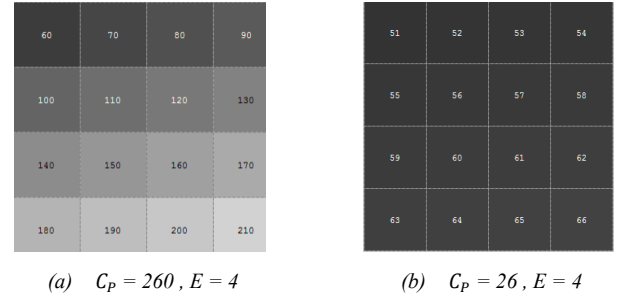 60 70 80 90 51 52 53 54
100 110 120 130 55 56 57 58
140 150 160 170 59 60 61 62
180 190 200 210 63 64 65 66
(a) C_P = 260 , E = 4 (b) C_P = 26 , E = 4